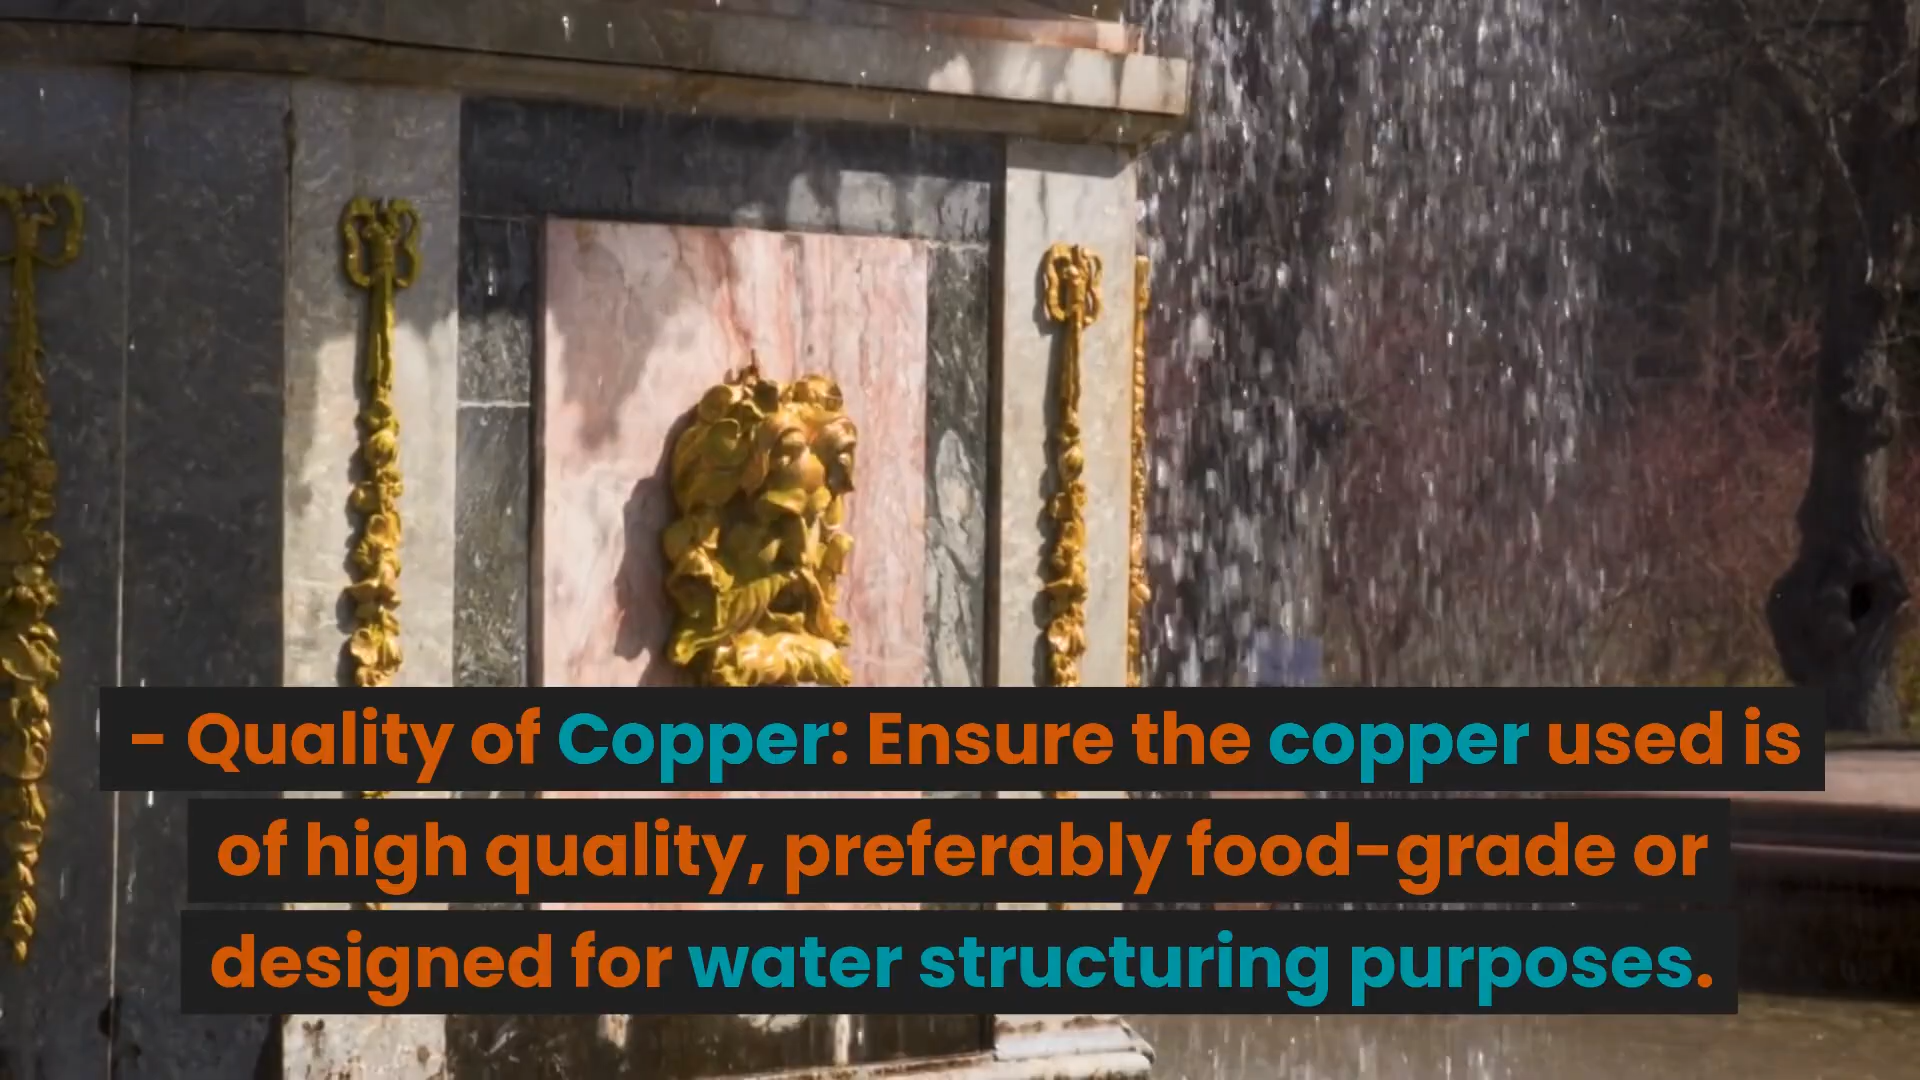 - Quality of Copper: Ensure the copper used is
of high quality, preferably food-grade or
designed for water structuring purposes.